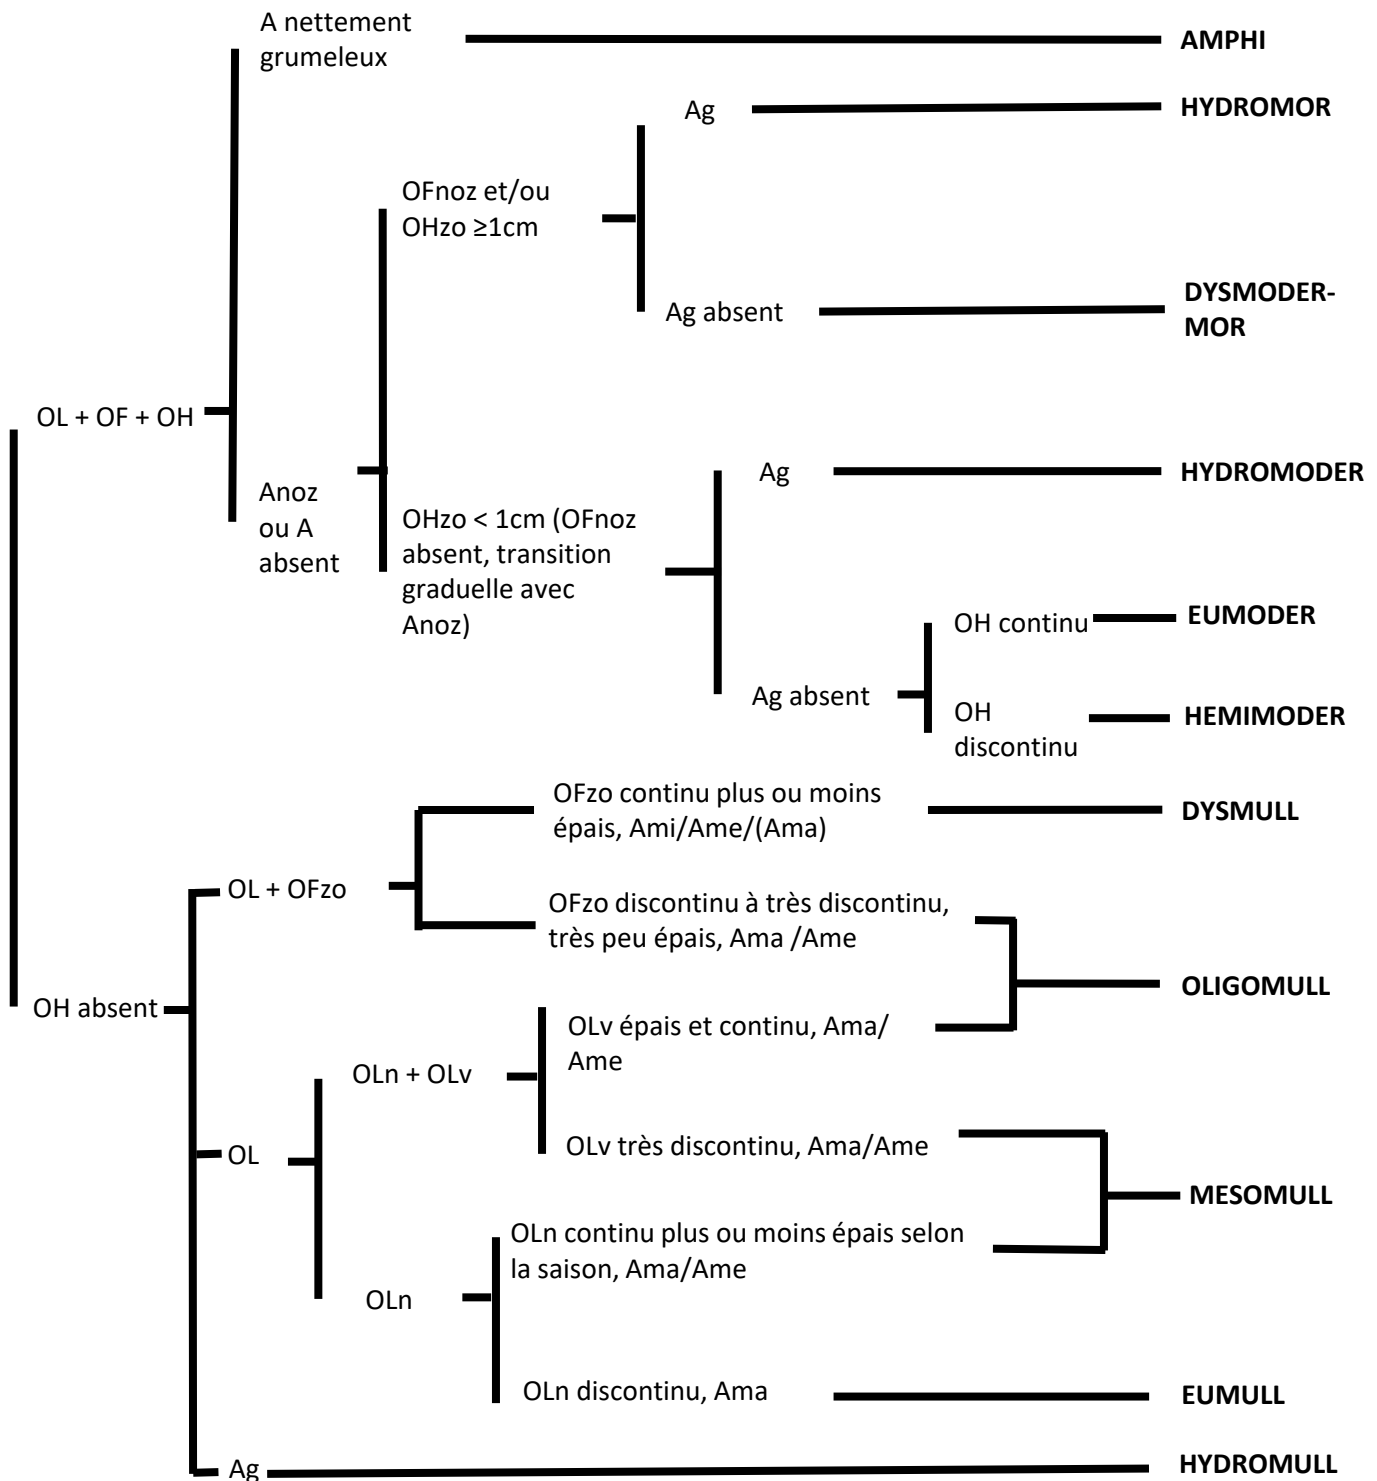 A nettement
grumeleux
AMPHI
Ag
HYDROMOR
OFnoz et/ou
OHzo ≥1cm
Ag absent
DYSMODER-
MOR
OL + OF + OH
Anoz
ou A
absent
OHzo < 1cm (OFnoz
absent, transition
graduelle avec
Anoz)
Ag
HYDROMODER
Ag absent
OH continu
EUMODER
OH
discontinu
HEMIMODER
OH absent
OL + OFzo
OFzo continu plus ou moins
épais, Ami/Ame/(Ama)
DYSMULL
OFzo discontinu à très discontinu,
très peu épais, Ama /Ame
OLIGOMULL
OL
OLn + OLv
OLv épais et continu, Ama/
Ame
OLv très discontinu, Ama/Ame
MESOMULL
OLn
OLn continu plus ou moins épais selon
la saison, Ama/Ame
OLn discontinu, Ama
EUMULL
Ag
HYDROMULL